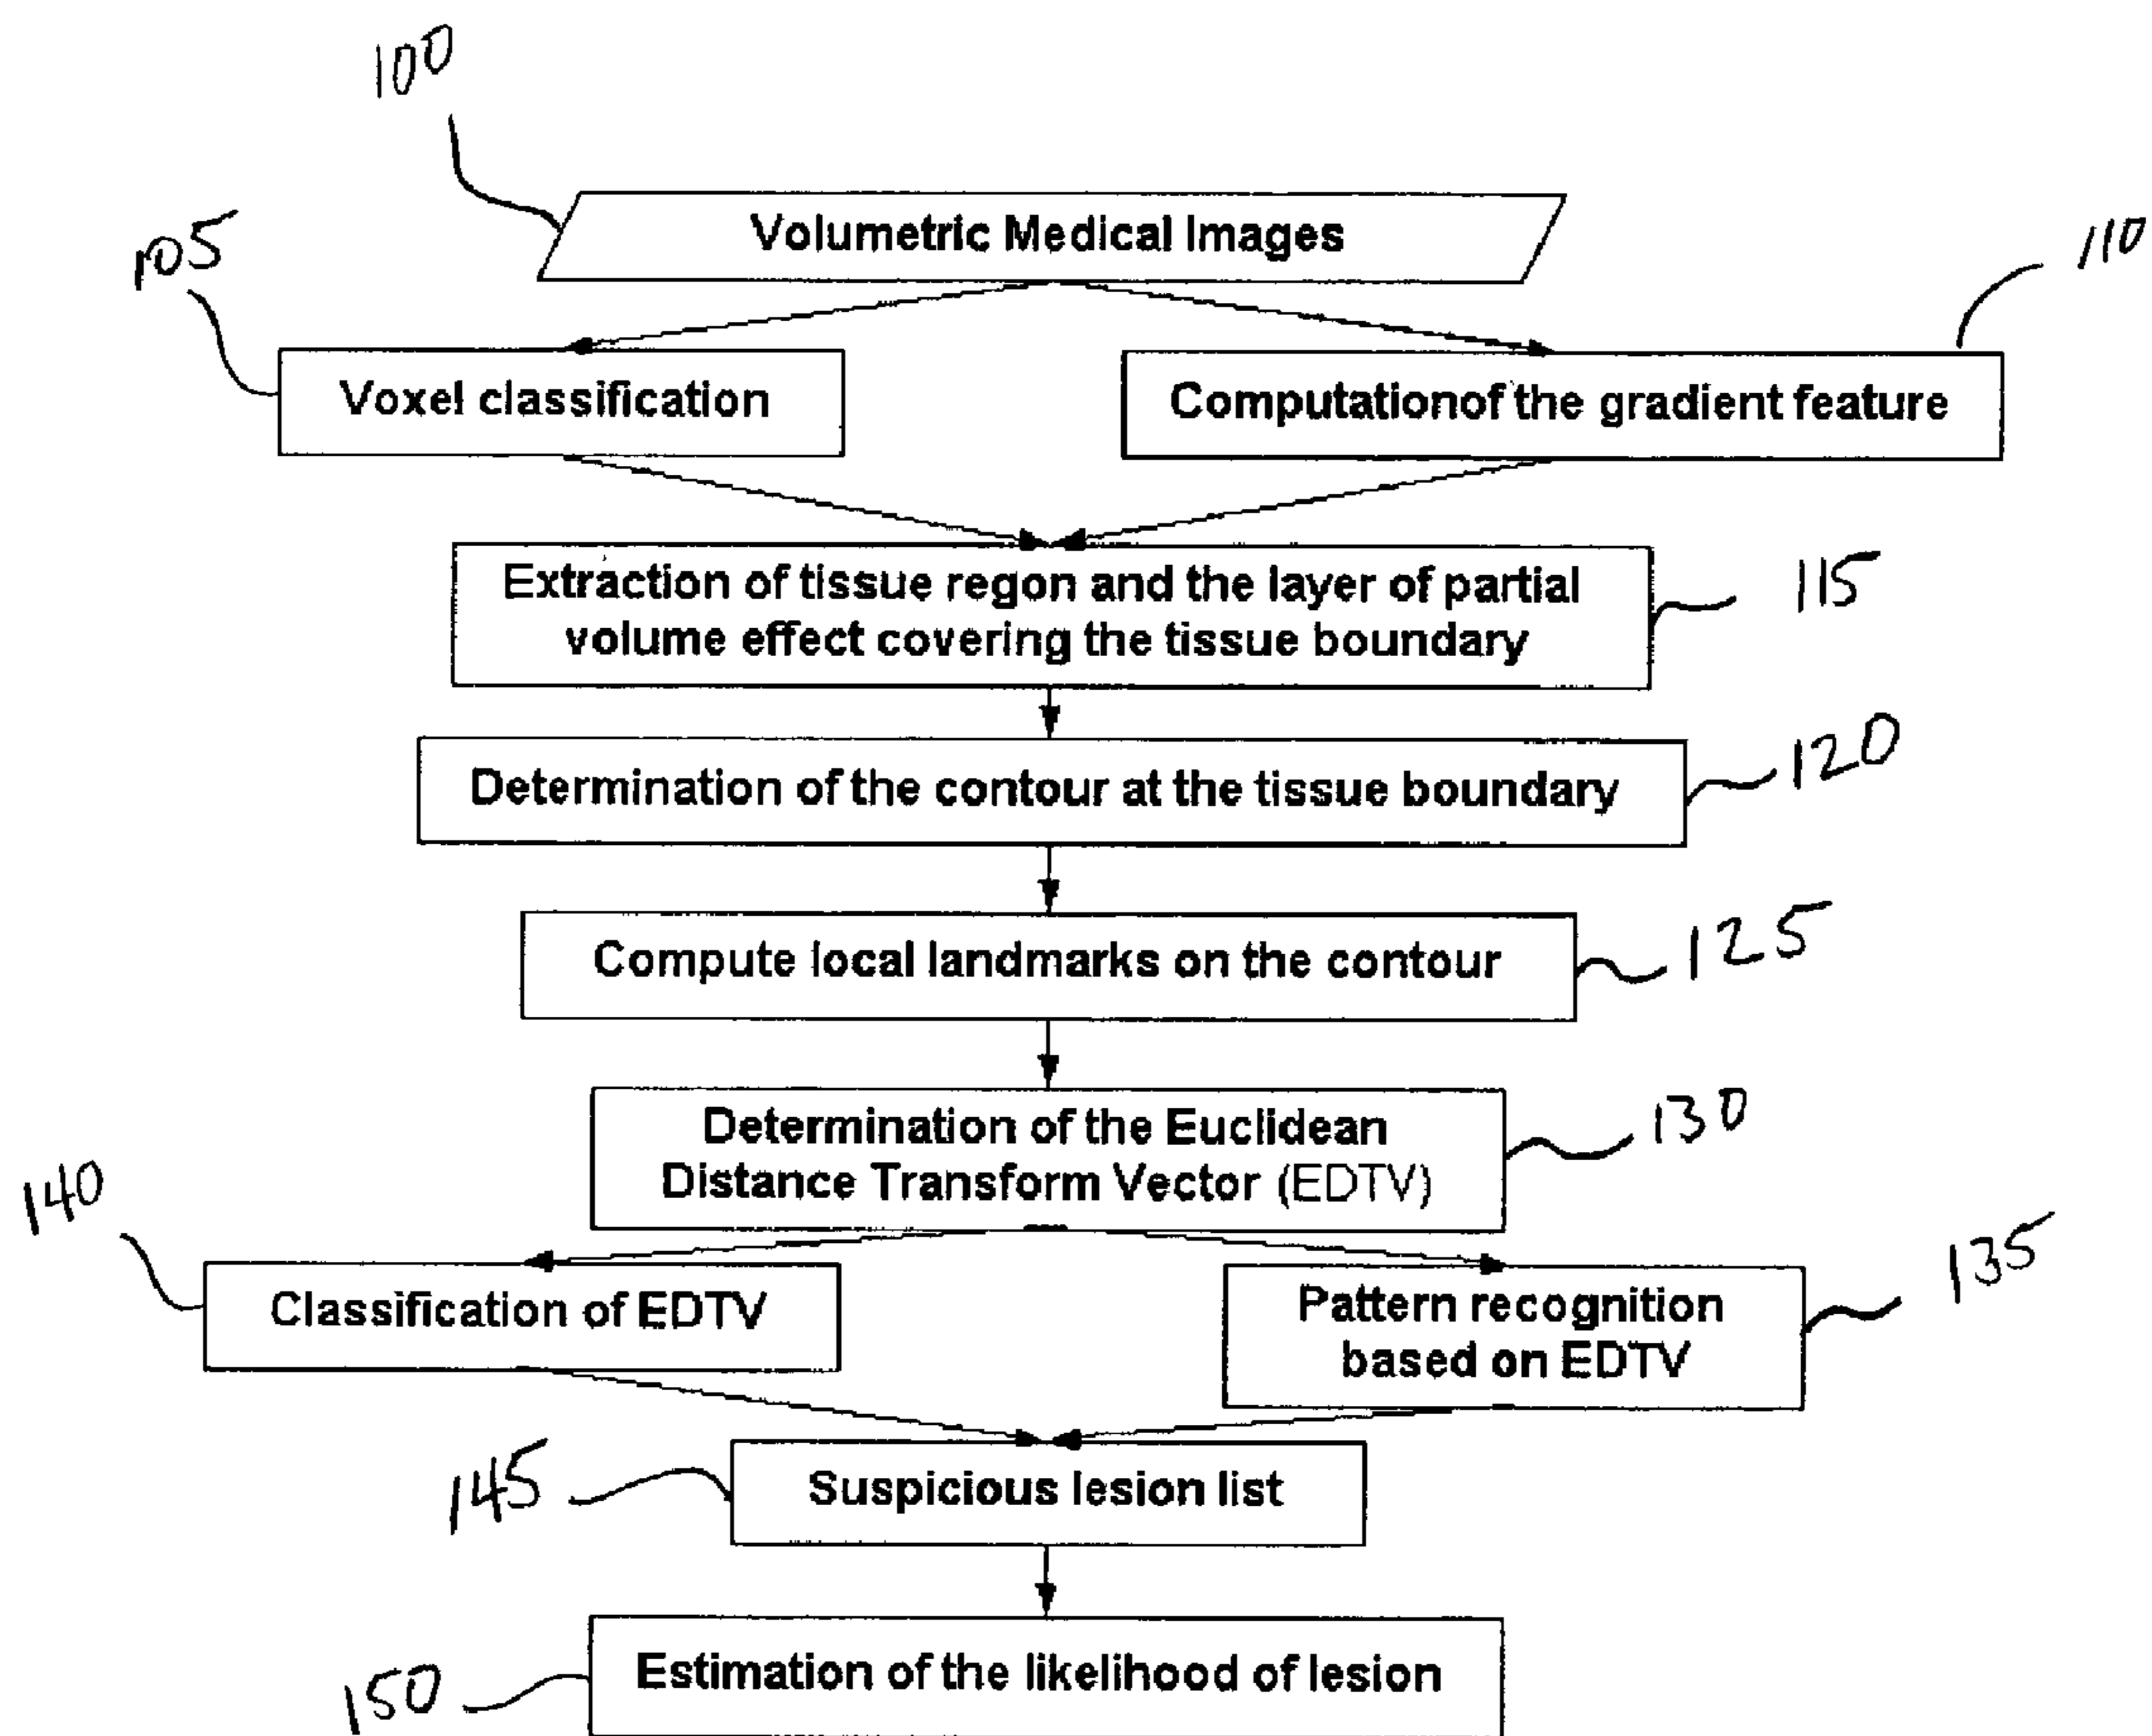 100
Volumetric Medical Images
105
110
Voxel classification
Computationof the gradient feature
Extraction of tissue regon and the layer of partial
volume effect covering the tissue boundary
115
Determination of the contour at the tissue boundary
120
Compute local landmarks on the contour
125
Determination of the Euclidean
Distance Transform Vector (EDTV)
130
140
Classification of EDTV
Pattern recognition
based on EDTV
135
145
Suspicious lesion list
150
Estimation of the likelihood of lesion